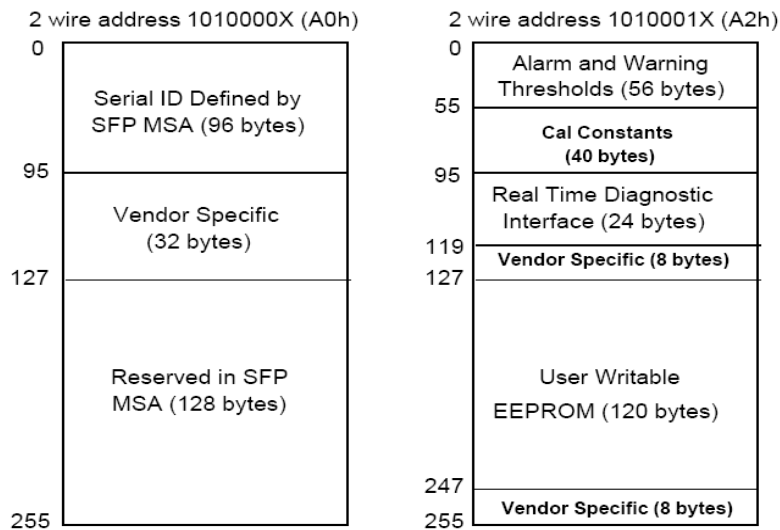 2 wire address 1010000X (A0h)
0
Serial ID Defined by
SFP MSA (96 bytes)
95
Vendor Specific
(32 bytes)
127
Reserved in SFP
MSA (128 bytes)
255
2 wire address 1010001X (A2h)
0
Alarm and Warning
Thresholds (56 bytes)
55
Cal Constants
(40 bytes)
95
Real Time Diagnostic
Interface (24 bytes)
119
Vendor Specific (8 bytes)
127
User Writable
EEPROM (120 bytes)
247
Vendor Specific (8 bytes)
255